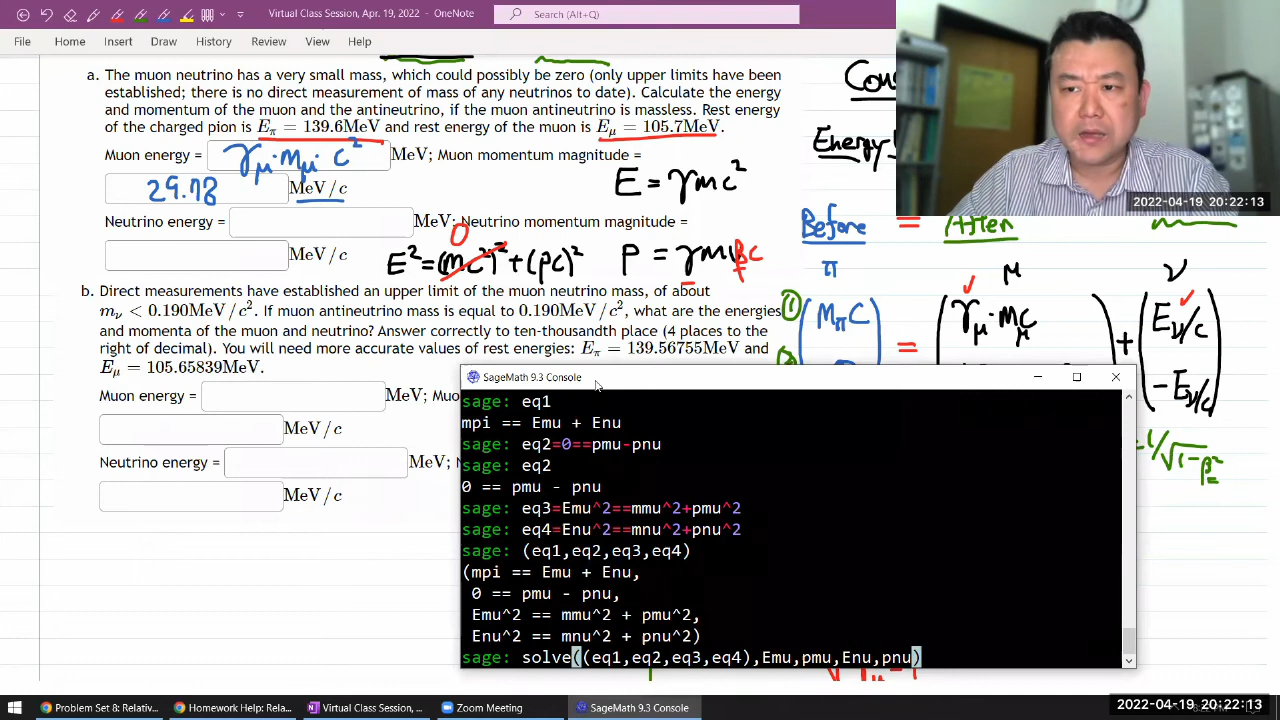 Virtual Class Session, Apr. 19, 2022 - OneNote
Search (Alt+S)
File Home Insert Draw History Review View Help
a. The muon neutrino has a very small mass, which could possibly be zero (only upper limits have been
established; there is no direct measurement of mass of any neutrinos to date). Calculate the energy
and momentum of the muon and the antineutrino, if the muon antineutrino is massless. Rest energy
of the charged pion is Eπ = 139.6MeV and rest energy of the muon is Eμ = 105.7MeV.
Muon energy = γμ·mμ·c² MeV; Muon momentum magnitude =
29.78 MeV/c
E = γmc²
Neutrino energy = MeV; Neutrino momentum magnitude =
MeV/c
0
E² = (mc²)² + (pc)²
P = γm βc
b. Direct measurements have established an upper limit of the muon neutrino mass, of about
mν < 0.190MeV/c². If muon antineutrino mass is equal to 0.190MeV/c², what are the energies
and momenta of the muon and neutrino? Answer correctly to ten-thousandth place (4 places to the
right of decimal). You will need more accurate values of rest energies: Eπ = 139.56755MeV and
Eμ = 105.65839MeV.
Muon energy = MeV; Muo
MeV/c
Neutrino energy = MeV;
MeV/c
Energy
Before = After
π μ ν
① (mπc) = (γμ·mμc) + (Eν/c
-Eν/c)
1/√1-β²
2022-04-19 20:22:13
SageMath 9.3 Console
sage: eq1
mpi == Emu + Enu
sage: eq2=0==pmu-pnu
sage: eq2
0 == pmu - pnu
sage: eq3=Emu^2==mmu^2+pmu^2
sage: eq4=Enu^2==mnu^2+pnu^2
sage: (eq1,eq2,eq3,eq4)
(mpi == Emu + Enu,
0 == pmu - pnu,
Emu^2 == mmu^2 + pmu^2,
Enu^2 == mnu^2 + pnu^2)
sage: solve((eq1,eq2,eq3,eq4),Emu,pmu,Enu,pnu)
Problem Set & Relativ... Homework Help: Rela... Virtual Class Session,... Zoom Meeting SageMath 9.3 Console
2022-04-19 20:22:13